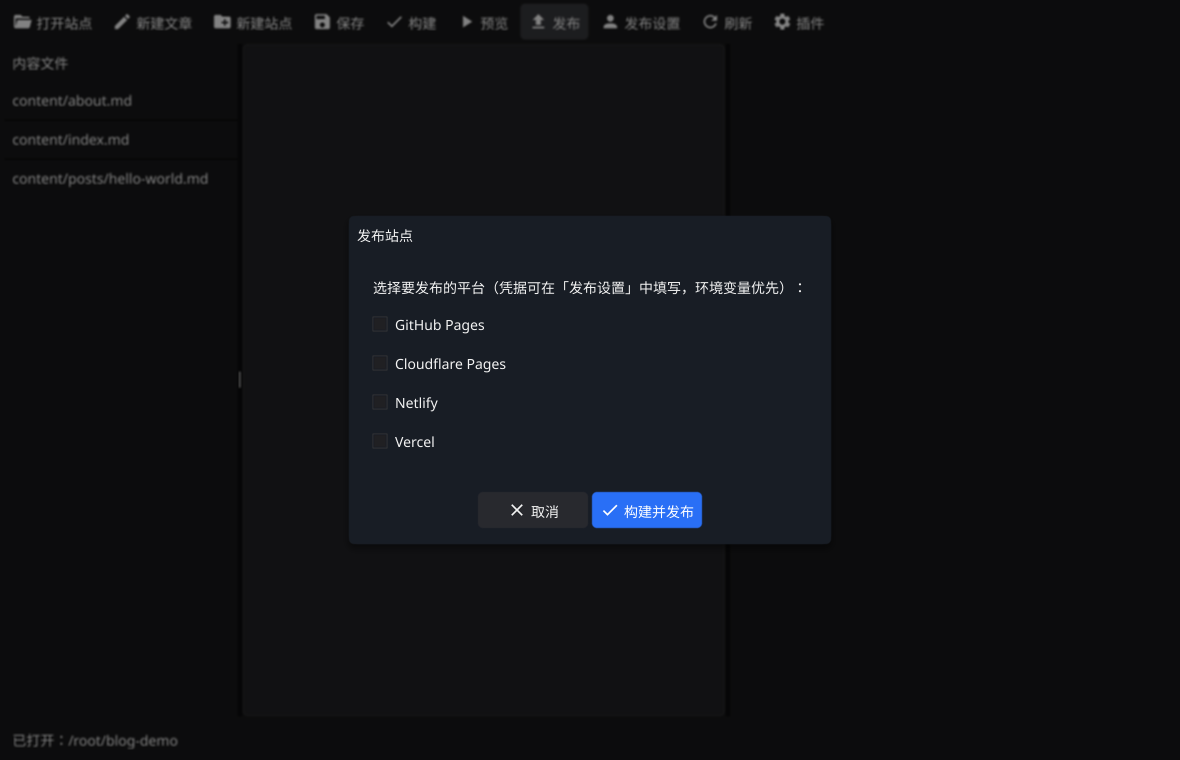 打开站点 新建文章 新建站点 保存 构建 预览 发布 发布设置 刷新 插件
内容文件
content/about.md
content/index.md
content/posts/hello-world.md
发布站点
选择要发布的平台（凭据可在「发布设置」中填写，环境变量优先）：
GitHub Pages
Cloudflare Pages
Netlify
Vercel
取消 构建并发布
已打开：/root/blog-demo